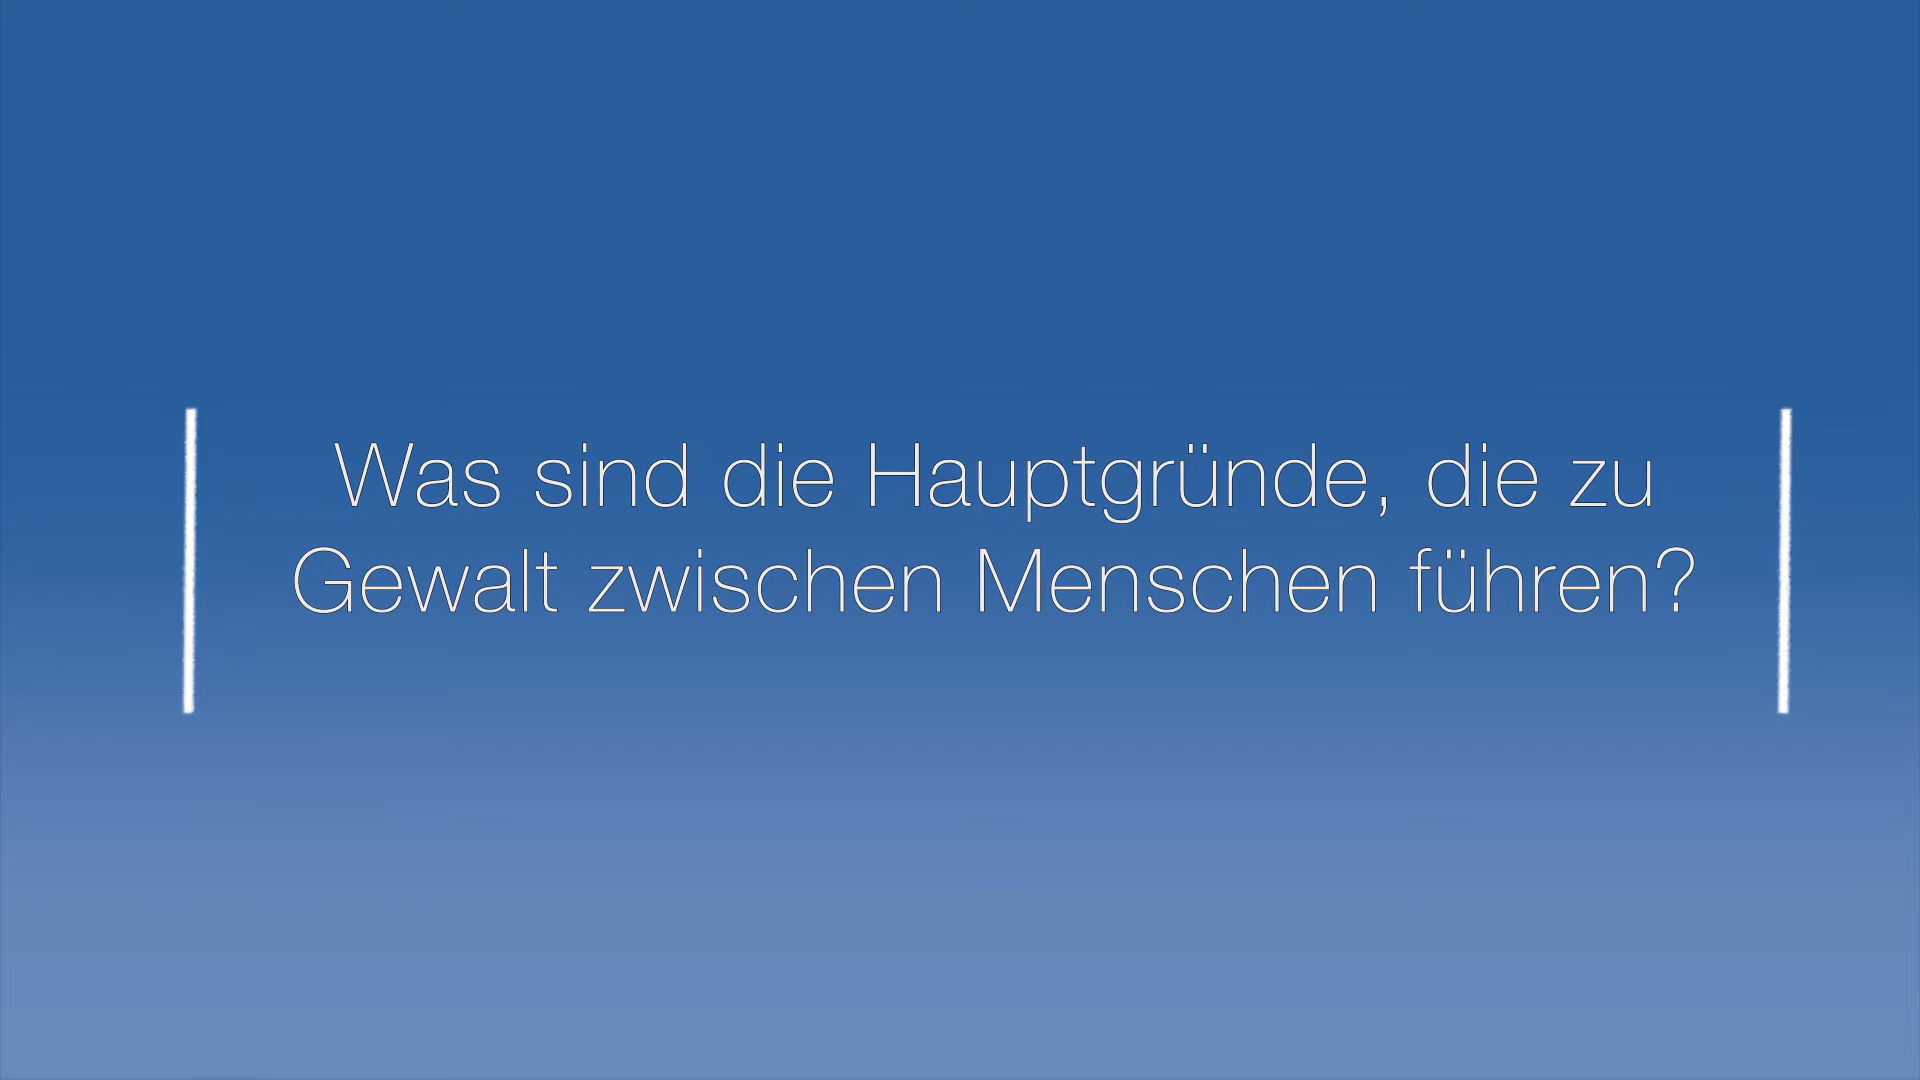 Was sind die Hauptgründe, die zu
Gewalt zwischen Menschen führen?